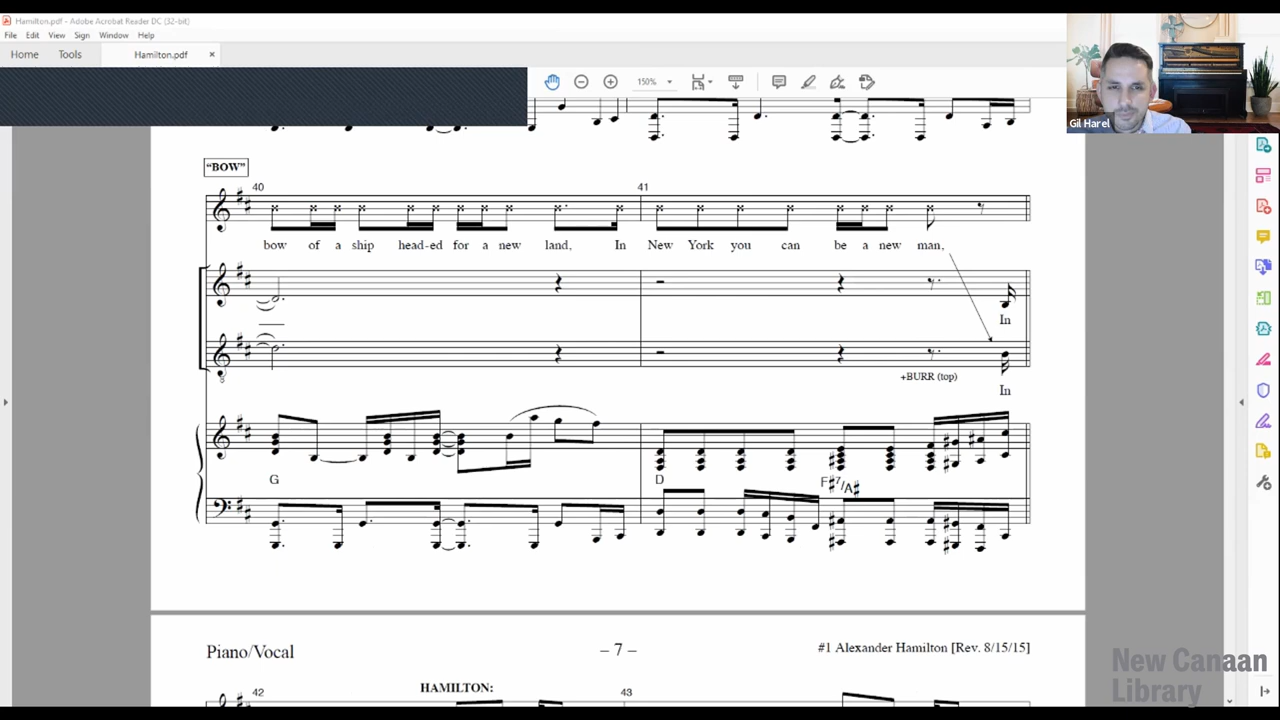 Hamilton.pdf - Adobe Acrobat Reader DC (32-bit)
File Edit View Sign Window Help
Home Tools Hamilton.pdf ×
150%
Gil Harel
"BOW"
40 41
bow of a ship head-ed for a new land, In New York you can be a new man,
In
+BURR (top)
In
G D F#7/A#
Piano/Vocal – 7 – #1 Alexander Hamilton [Rev. 8/15/15]
42 HAMILTON: 43
New Canaan
Library